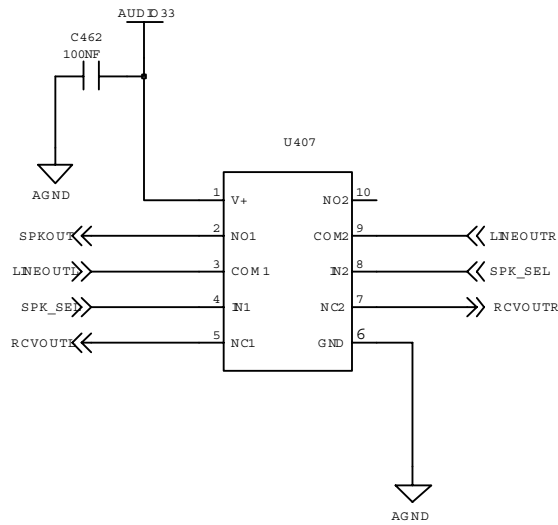 AUDIO33
C462
100NF
AGND
U407
1 V+ NO2 10
SPKOUT 2 NO1 COM2 9 LINEOUTR
LINEOUTL 3 COM1 IN2 8 SPK_SEL
SPK_SEL 4 IN1 NC2 7 RCVOUTR
RCVOUTL 5 NC1 GND 6
AGND